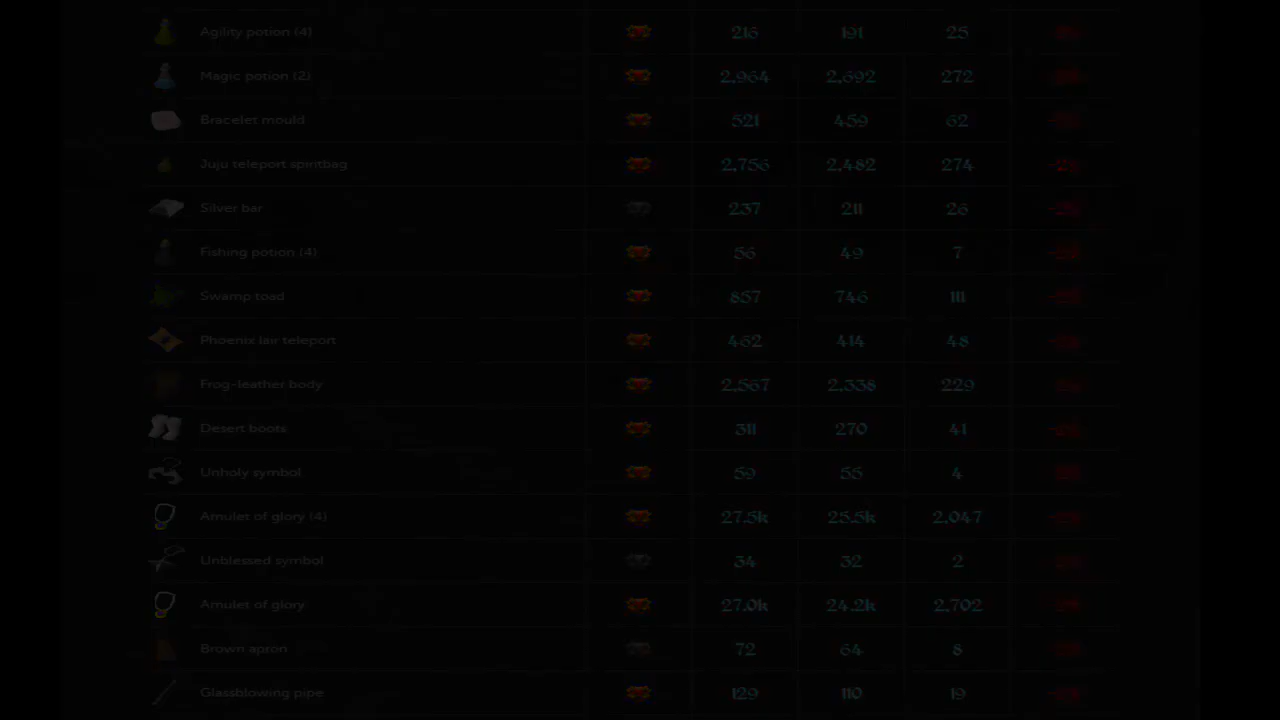 Agility potion (4) 216 191 25
Magic potion (2) 2,964 2,692 272
Bracelet mould 521 459 62
Juju teleport spiritbag 2,756 2,482 274
Silver bar 237 211 26
Fishing potion (4) 56 49 7
Swamp toad 857 746 111
Phoenix lair teleport 462 414 48
Frog-leather body 2,567 2,338 229
Desert boots 311 270 41
Unholy symbol 59 55 4
Amulet of glory (4) 27.5k 25.5k 2,047
Unblessed symbol 34 32 2
Amulet of glory 27.0k 24.2k 2,702
Brown apron 72 64 8
Glassblowing pipe 129 110 19